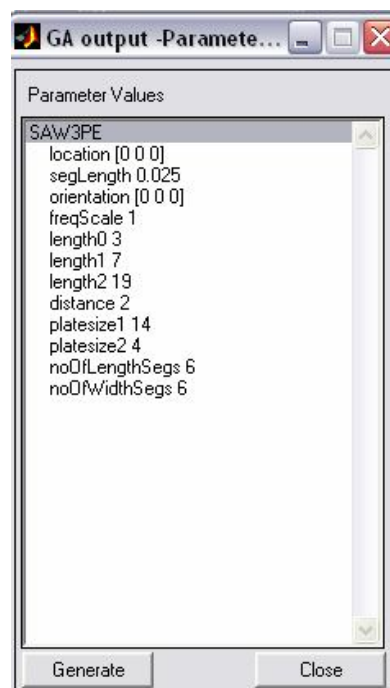 GA output -Paramete...
Parameter Values
SAW3PE
location [0 0 0]
segLength 0.025
orientation [0 0 0]
freqScale 1
length0 3
length1 7
length2 19
distance 2
platesize1 14
platesize2 4
noOfLengthSegs 6
noOfWidthSegs 6
Generate Close